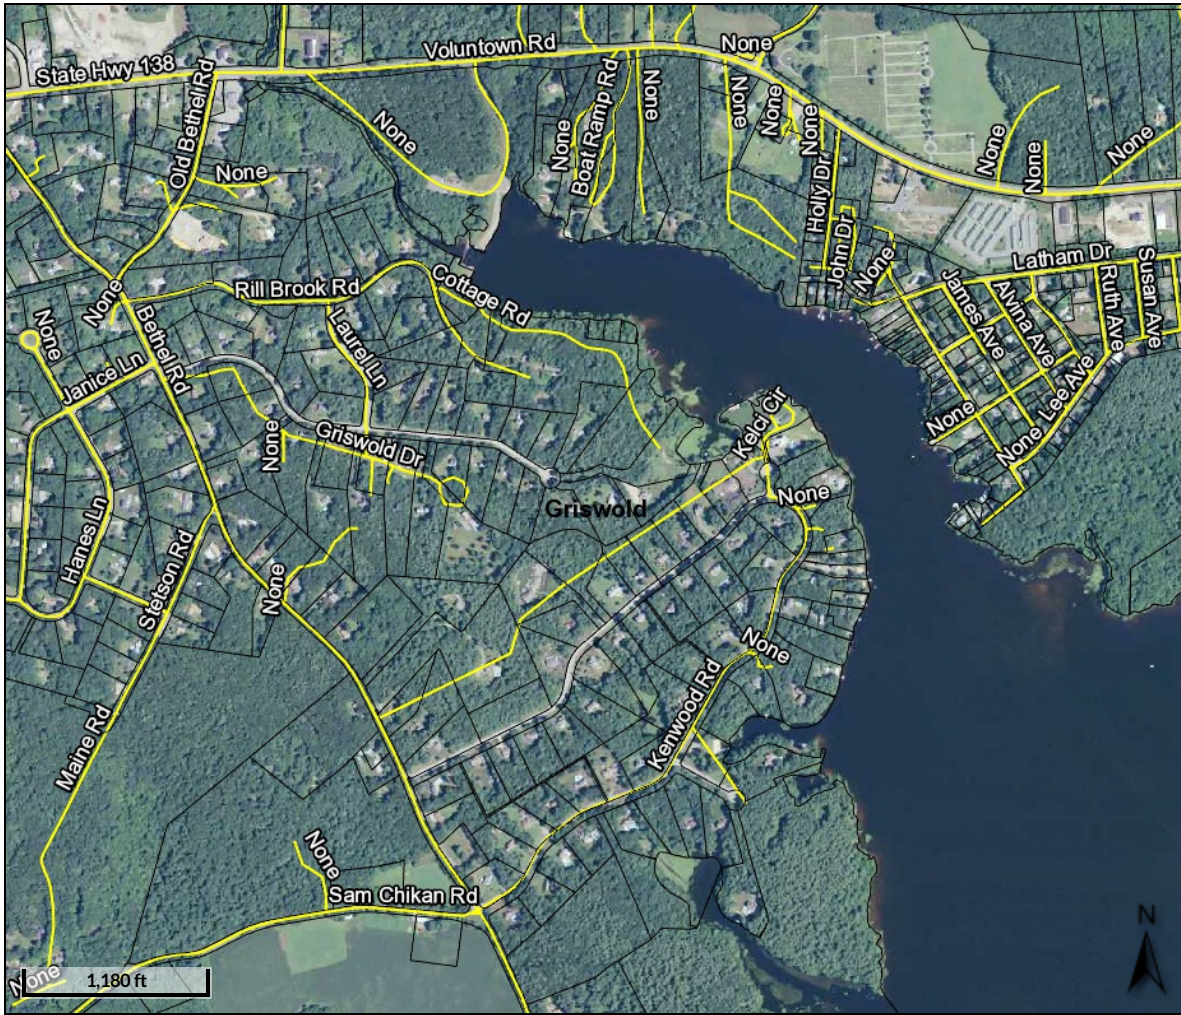 Voluntown Rd
None
State Hwy 138
Old Bethel Rd
None
None
Boat Ramp Rd
None
None
None
None
None
None
None
None
Holly Dr
John Dr
None
Latham Dr
Susan Ave
Ruth Ave
James Ave
Alvina Ave
None
Rill Brook Rd
Cottage Rd
None
Bethel Rd
Laurel Ln
Janice Ln
Lee Ave
None
None
Kelci Cir
Griswold Dr
None
None
Griswold
Hanes Ln
Stetson Rd
None
None
Kenwood Rd
Maine Rd
None
Sam Chikan Rd
None
1,180 ft
N